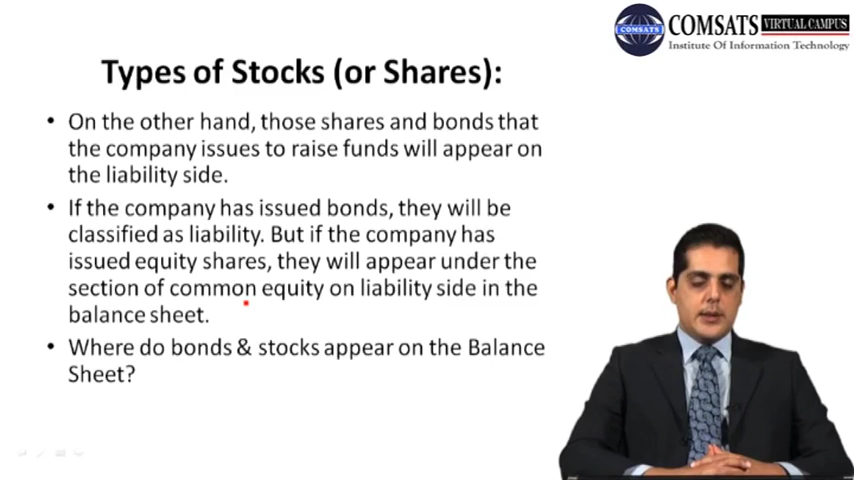 COMSATS VIRTUAL CAMPUS
COMSATS
Institute Of Information Technology
Types of Stocks (or Shares):
• On the other hand, those shares and bonds that
the company issues to raise funds will appear on
the liability side.
• If the company has issued bonds, they will be
classified as liability. But if the company has
issued equity shares, they will appear under the
section of common equity on liability side in the
balance sheet.
• Where do bonds & stocks appear on the Balance
Sheet?